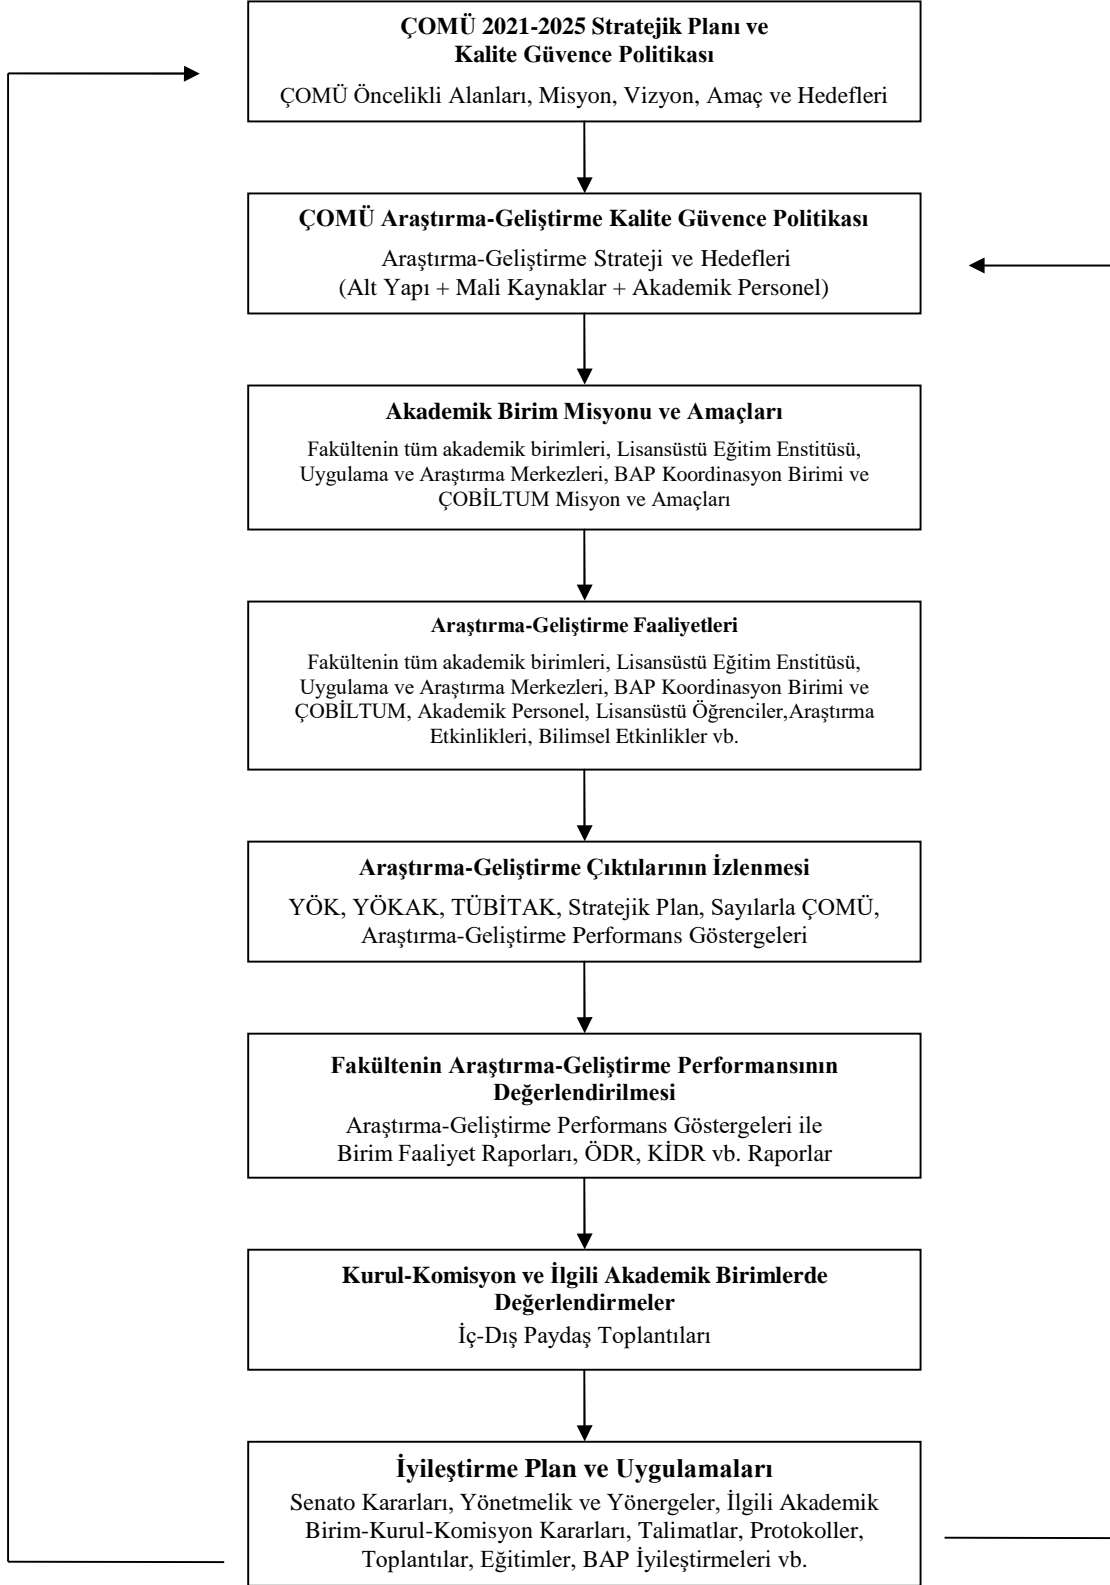 ÇOMÜ 2021-2025 Stratejik Planı ve
Kalite Güvence Politikası
ÇOMÜ Öncelikli Alanları, Misyon, Vizyon, Amaç ve Hedefleri
ÇOMÜ Araştırma-Geliştirme Kalite Güvence Politikası
Araştırma-Geliştirme Strateji ve Hedefleri
(Alt Yapı + Mali Kaynaklar + Akademik Personel)
Akademik Birim Misyonu ve Amaçları
Fakültenin tüm akademik birimleri, Lisansüstü Eğitim Enstitüsü,
Uygulama ve Araştırma Merkezleri, BAP Koordinasyon Birimi ve
ÇOBİLTUM Misyon ve Amaçları
Araştırma-Geliştirme Faaliyetleri
Fakültenin tüm akademik birimleri, Lisansüstü Eğitim Enstitüsü,
Uygulama ve Araştırma Merkezleri, BAP Koordinasyon Birimi ve
ÇOBİLTUM, Akademik Personel, Lisansüstü Öğrenciler,Araştırma
Etkinlikleri, Bilimsel Etkinlikler vb.
Araştırma-Geliştirme Çıktılarının İzlenmesi
YÖK, YÖKAK, TÜBİTAK, Stratejik Plan, Sayılarla ÇOMÜ,
Araştırma-Geliştirme Performans Göstergeleri
Fakültenin Araştırma-Geliştirme Performansının
Değerlendirilmesi
Araştırma-Geliştirme Performans Göstergeleri ile
Birim Faaliyet Raporları, ÖDR, KİDR vb. Raporlar
Kurul-Komisyon ve İlgili Akademik Birimlerde
Değerlendirmeler
İç-Dış Paydaş Toplantıları
İyileştirme Plan ve Uygulamaları
Senato Kararları, Yönetmelik ve Yönergeler, İlgili Akademik
Birim-Kurul-Komisyon Kararları, Talimatlar, Protokoller,
Toplantılar, Eğitimler, BAP İyileştirmeleri vb.